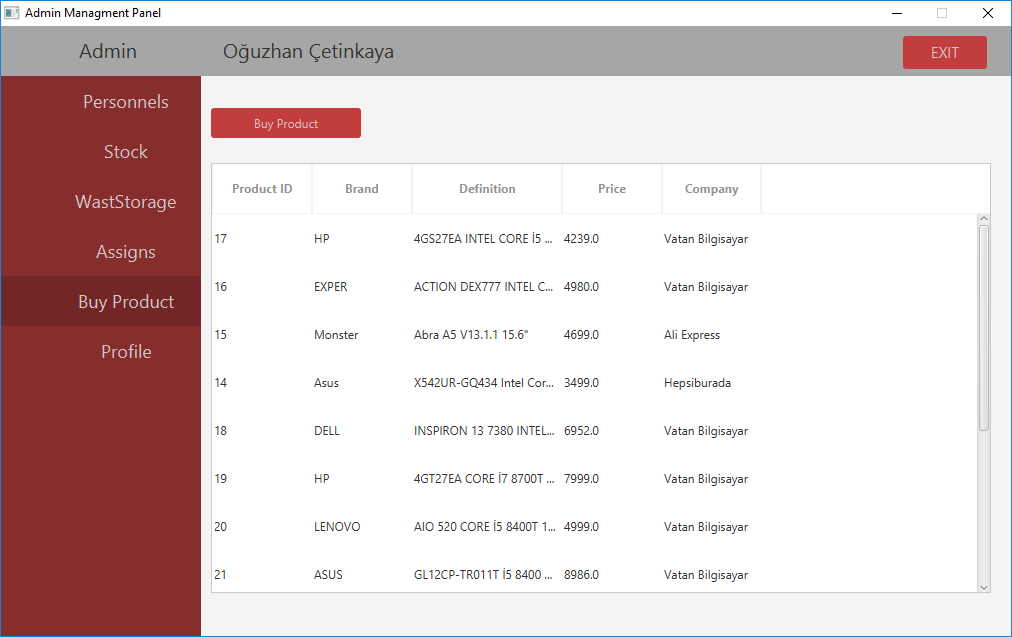 Admin Managment Panel
Admin Oğuzhan Çetinkaya EXIT
Personnels
Stock
WastStorage
Assigns
Buy Product
Profile
Buy Product
Product ID Brand Definition Price Company
17 HP 4GS27EA INTEL CORE İ5 ... 4239.0 Vatan Bilgisayar
16 EXPER ACTION DEX777 INTEL C... 4980.0 Vatan Bilgisayar
15 Monster Abra A5 V13.1.1 15.6" 4699.0 Ali Express
14 Asus X542UR-GQ434 Intel Cor... 3499.0 Hepsiburada
18 DELL INSPIRON 13 7380 INTEL... 6952.0 Vatan Bilgisayar
19 HP 4GT27EA CORE İ7 8700T ... 7999.0 Vatan Bilgisayar
20 LENOVO AIO 520 CORE İ5 8400T 1... 4999.0 Vatan Bilgisayar
21 ASUS GL12CP-TR011T İ5 8400 ... 8986.0 Vatan Bilgisayar